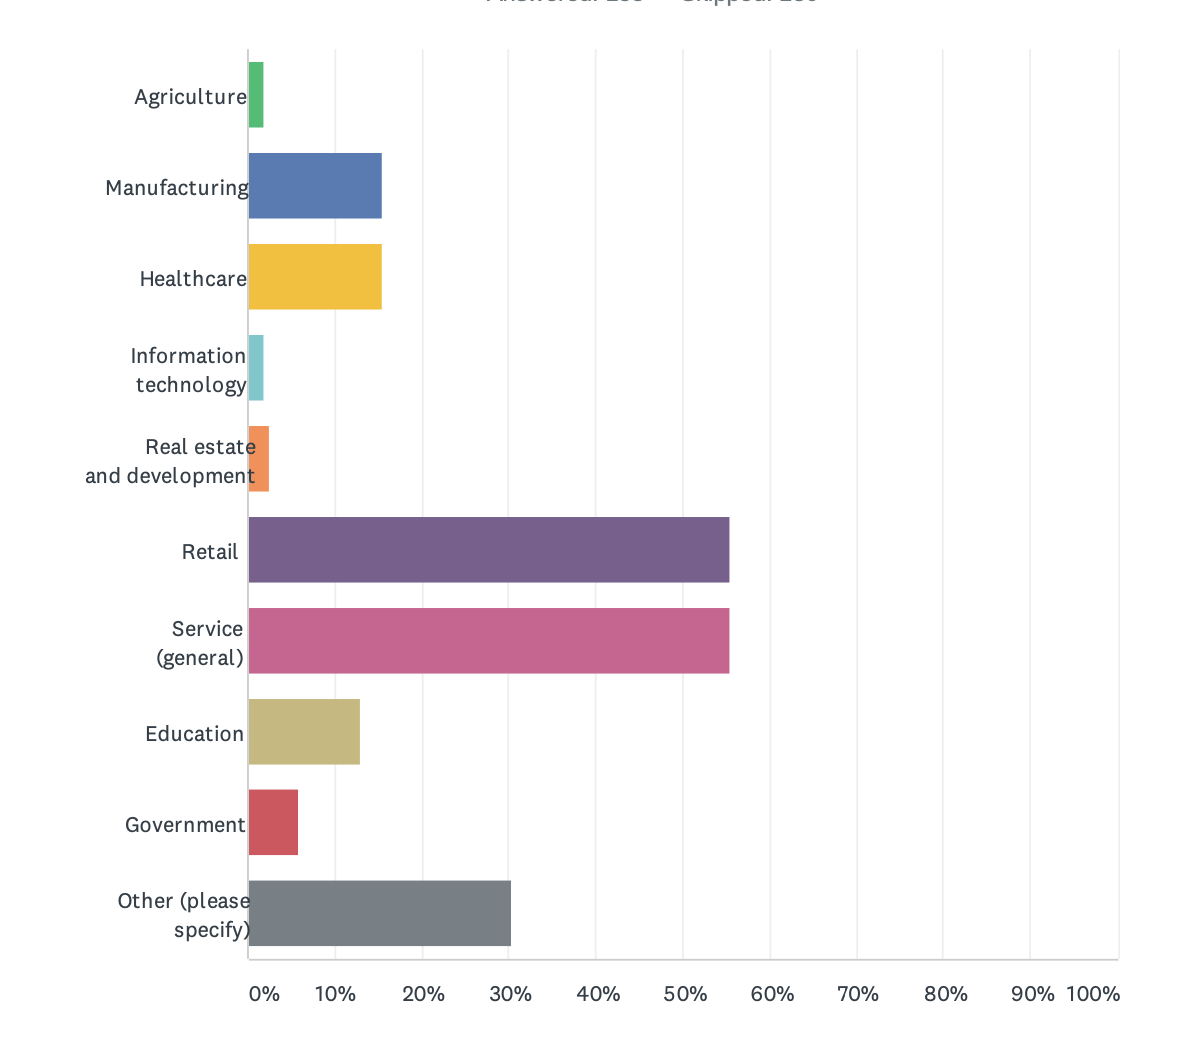 Agriculture
Manufacturing
Healthcare
Information
technology
Real estate
and development
Retail
Service
(general)
Education
Government
Other (please
specify)
0% 10% 20% 30% 40% 50% 60% 70% 80% 90% 100%